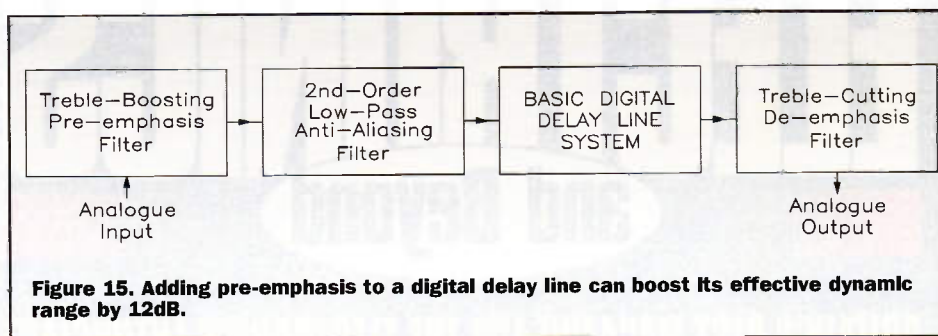 Treble-Boosting
Pre-emphasis
Filter
2nd-Order
Low-Pass
Anti-Aliasing
Filter
BASIC DIGITAL
DELAY LINE
SYSTEM
Treble-Cutting
De-emphasis
Filter
Analogue
Input
Analogue
Output
and Beyond
Figure 15. Adding pre-emphasis to a digital delay line can boost its effective dynamic
range by 12dB.